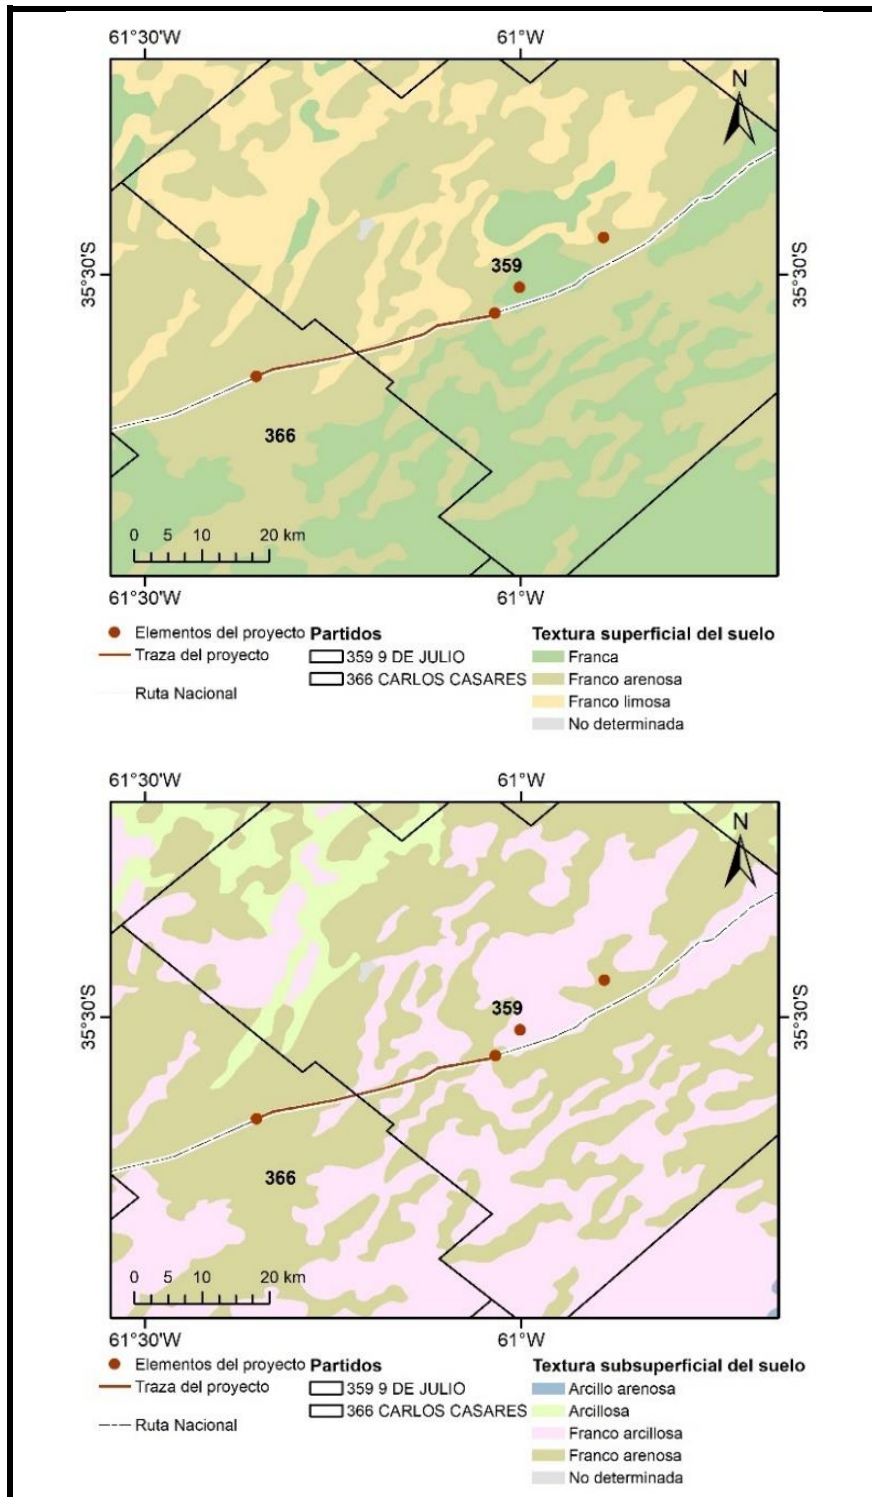 61°30'W 61°W
N
35°30'S 35°30'S
359
366
0 5 10 20 km
61°30'W 61°W
Elementos del proyecto
Traza del proyecto
Ruta Nacional
Partidos
359 9 DE JULIO
366 CARLOS CASARES
Textura superficial del suelo
Franca
Franco arenosa
Franco limosa
No determinada
61°30'W 61°W
N
35°30'S 35°30'S
359
366
0 5 10 20 km
61°30'W 61°W
Elementos del proyecto
Traza del proyecto
Ruta Nacional
Partidos
359 9 DE JULIO
366 CARLOS CASARES
Textura subsuperficial del suelo
Arcillo arenosa
Arcillosa
Franco arcillosa
Franco arenosa
No determinada